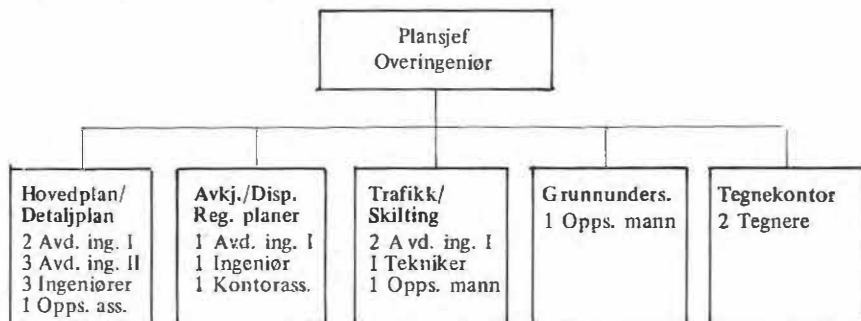 Plansjef
Overingeniør
Hovedplan/
Detaljplan
2 Avd. ing. I
3 Avd. ing. II
3 Ingeniører
1 Opps. ass.
Avkj./Disp.
Reg. planer
1 Avd. ing. I
1 Ingeniør
1 Kontorass.
Trafikk/
Skilting
2 Avd. ing. I
1 Tekniker
1 Opps. mann
Grunnunders.
1 Opps. mann
Tegnekontor
2 Tegnere